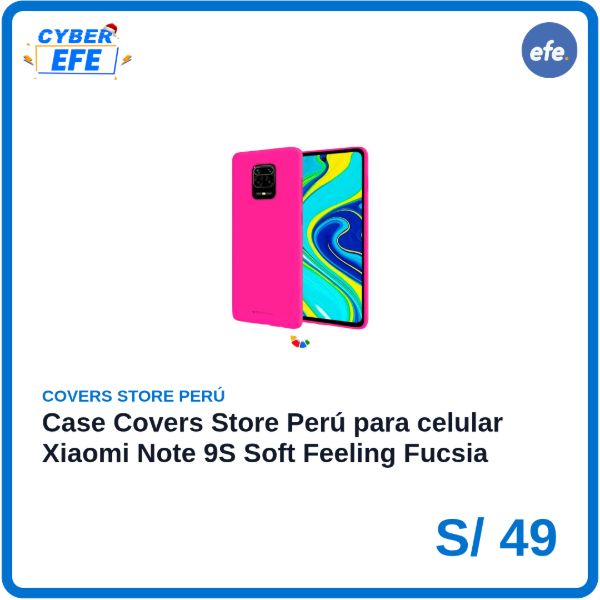 CYBER
EFE
efe.
COVERS STORE PERÚ
Case Covers Store Perú para celular
Xiaomi Note 9S Soft Feeling Fucsia
S/ 49